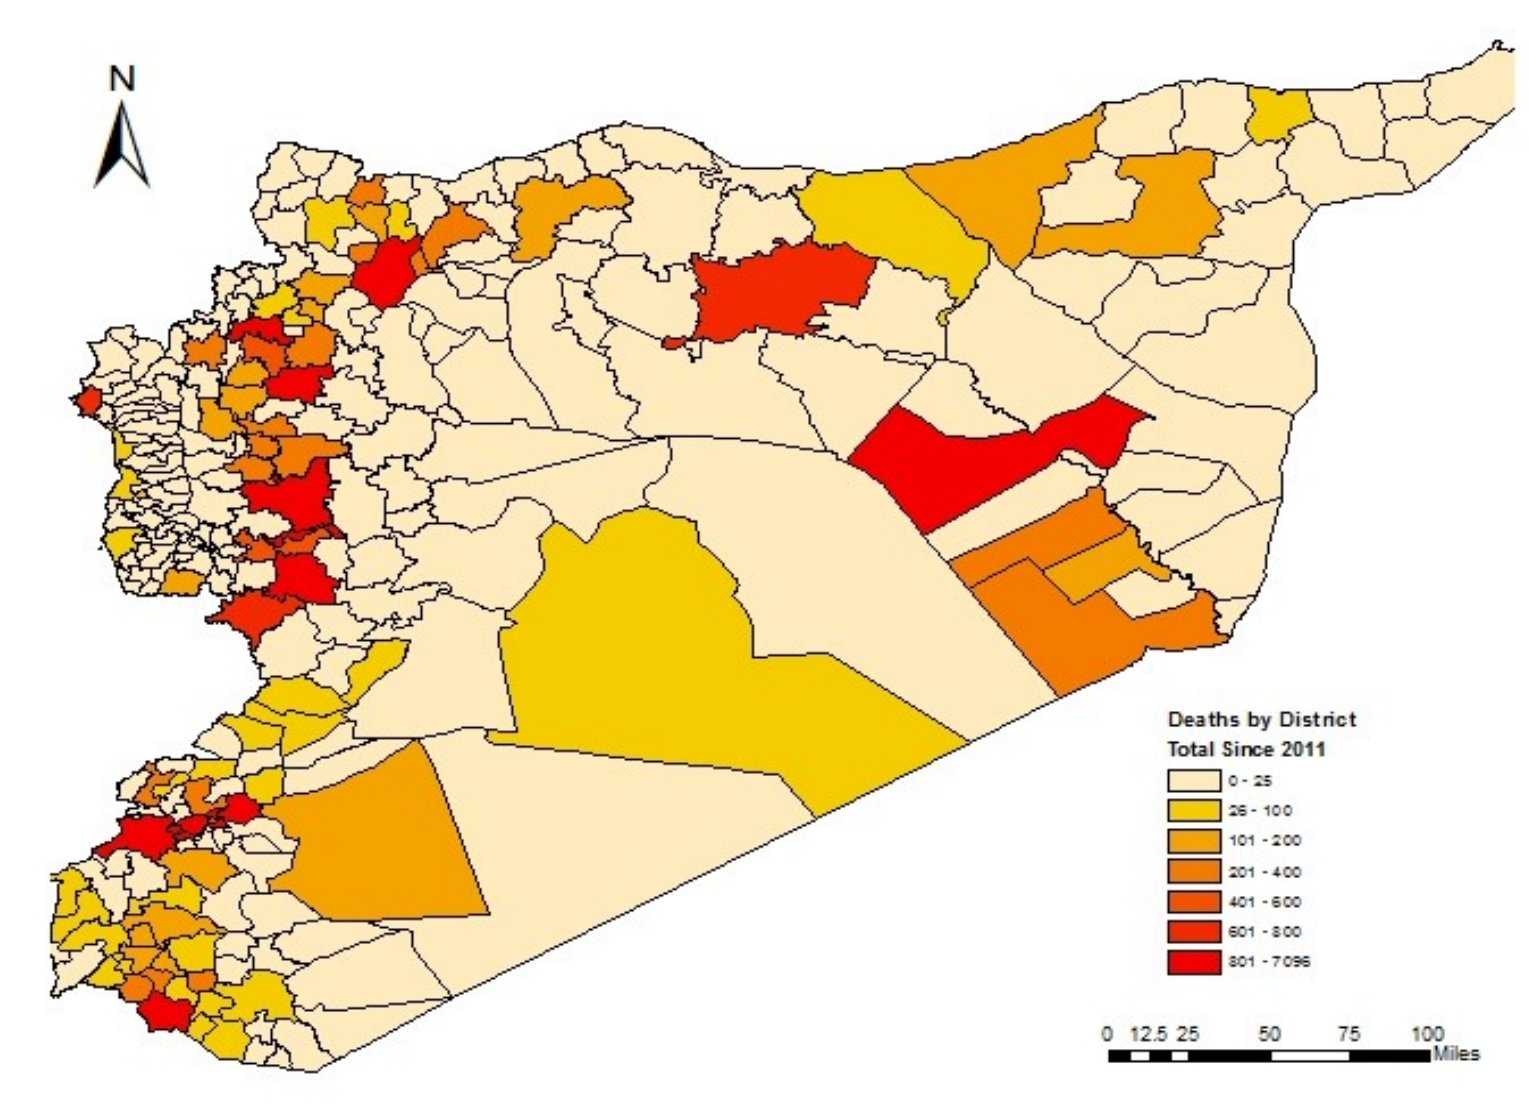 N
Deaths by District
Total Since 2011
0 - 25
26 - 100
101 - 200
201 - 400
401 - 600
601 - 800
801 - 7096
0 12.5 25 50 75 100
Miles